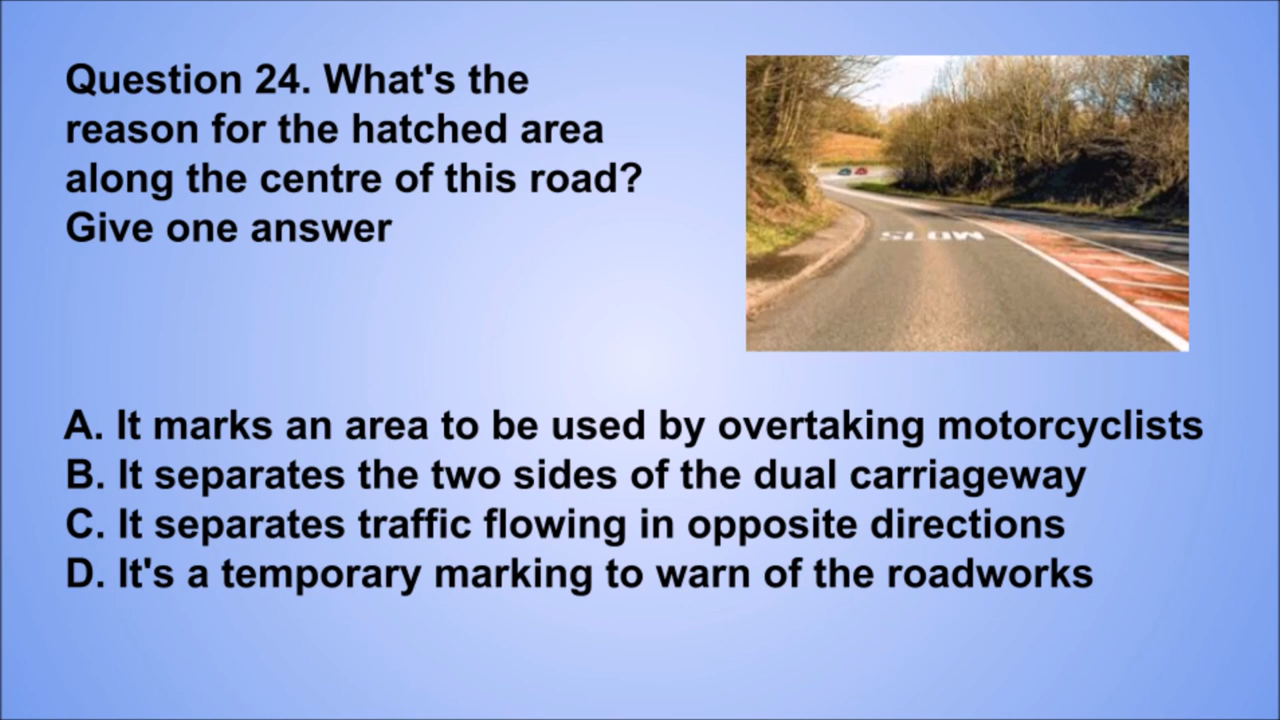 Question 24. What's the
reason for the hatched area
along the centre of this road?
Give one answer
SLOW
A. It marks an area to be used by overtaking motorcyclists
B. It separates the two sides of the dual carriageway
C. It separates traffic flowing in opposite directions
D. It's a temporary marking to warn of the roadworks